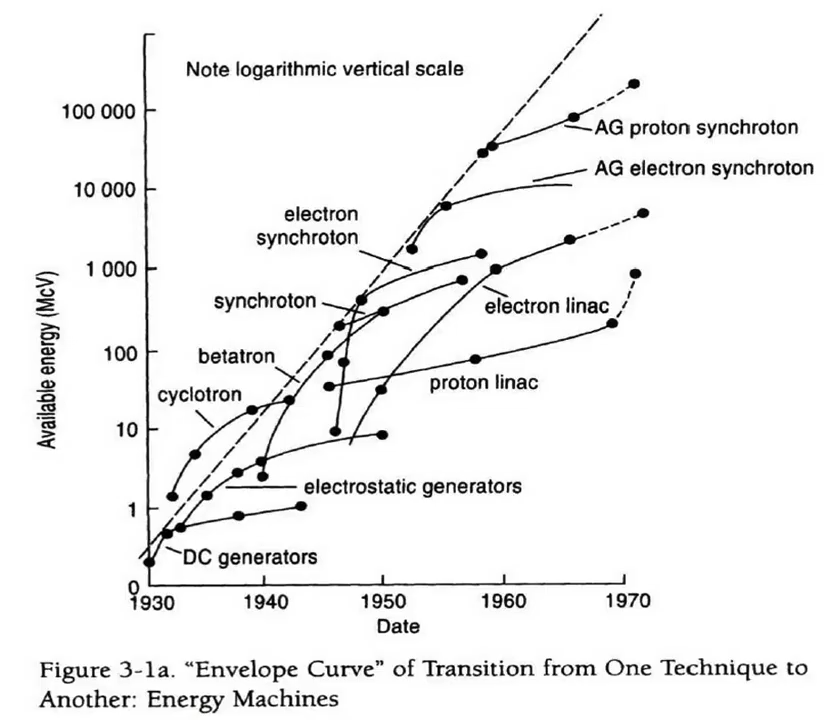 Note logarithmic vertical scale
100 000
AG proton synchroton
10 000
AG electron synchroton
electron
synchroton
1 000
synchroton
electron linac
betatron
100
proton linac
cyclotron
10
electrostatic generators
1
DC generators
0
1930
1940
1950
1960
1970
Date
Available energy (McV)
Figure 3-1a. “Envelope Curve” of Transition from One Technique to
Another: Energy Machines